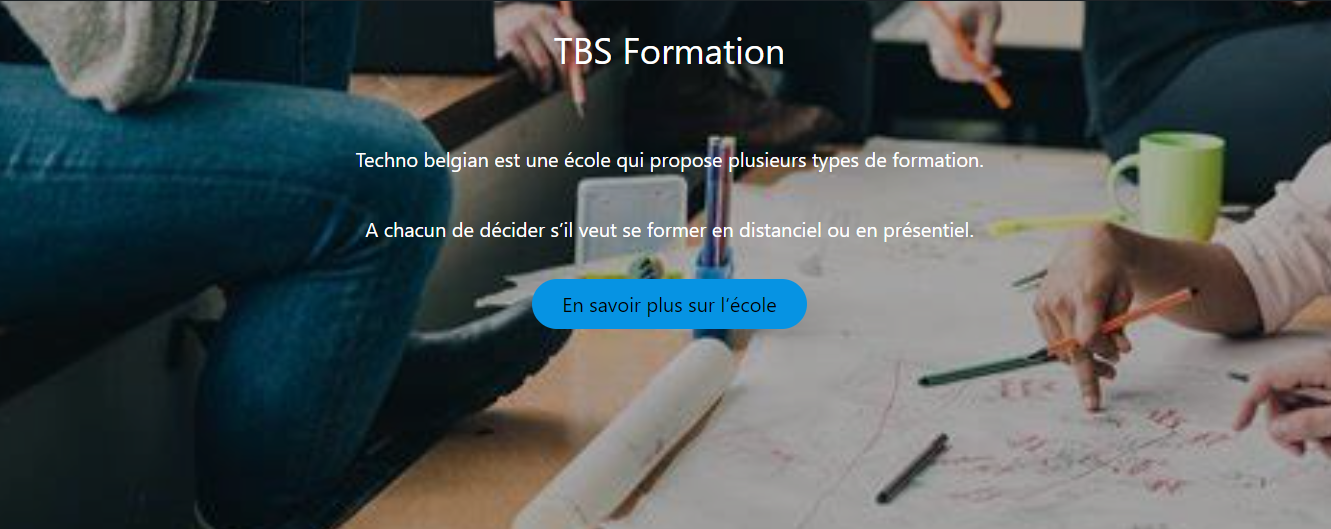 TBS Formation
Techno belgian est une école qui propose plusieurs types de formation.
A chacun de décider s’il veut se former en distanciel ou en présentiel.
En savoir plus sur l’école